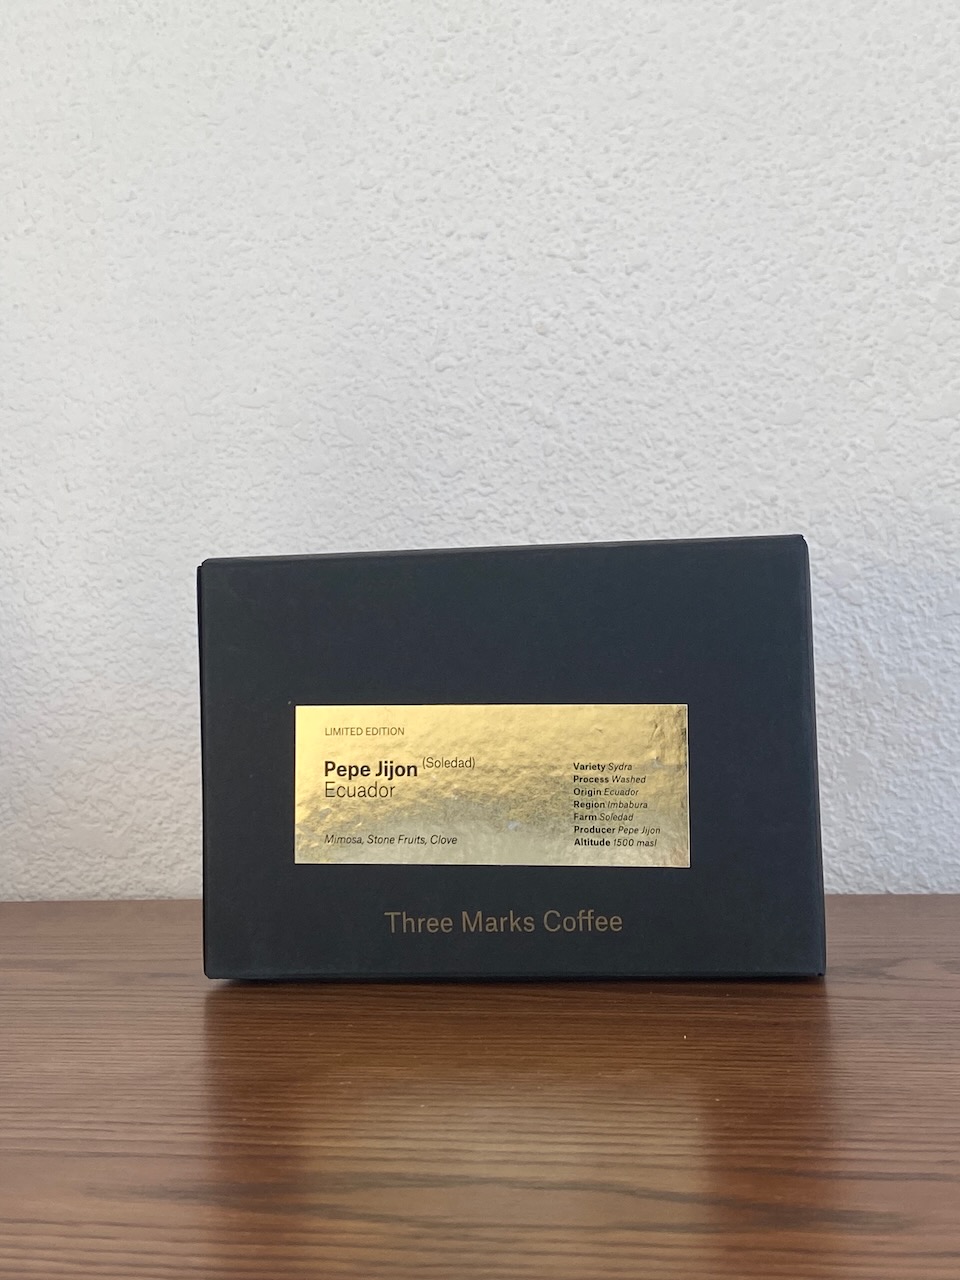 LIMITED EDITION
Pepe Jijon (Soledad)
Ecuador
Mimosa, Stone Fruits, Clove
Variety Sydra
Process Washed
Origin Ecuador
Region Imbabura
Farm Soledad
Producer Pepe Jijon
Altitude 1500 masl
Three Marks Coffee